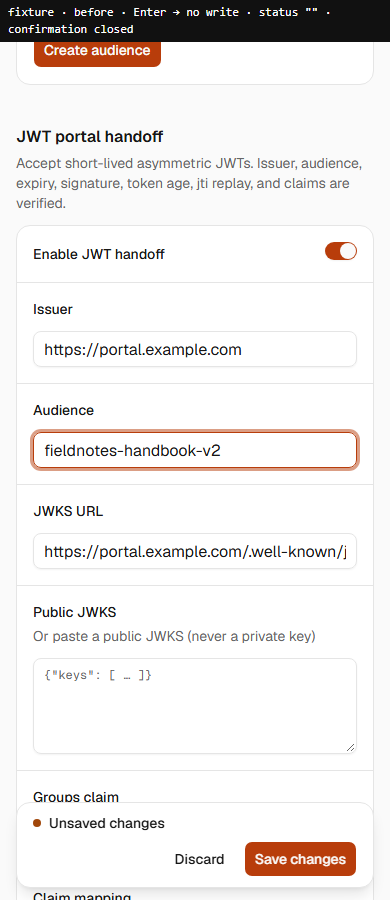 fixture · before · Enter → no write · status "" ·
confirmation closed
Create audience
JWT portal handoff
Accept short-lived asymmetric JWTs. Issuer, audience,
expiry, signature, token age, jti replay, and claims are
verified.
Enable JWT handoff
Issuer
https://portal.example.com
Audience
fieldnotes-handbook-v2
JWKS URL
https://portal.example.com/.well-known/j
Public JWKS
Or paste a public JWKS (never a private key)
{"keys": [ … ]}
Groups claim
Unsaved changes
Discard
Save changes
Claim mapping